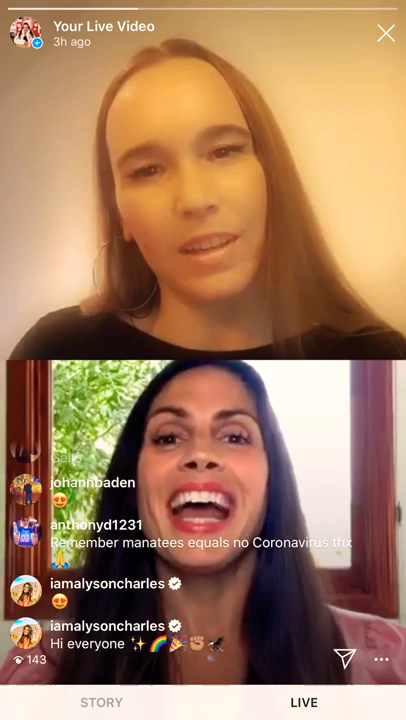 Your Live Video
3h ago
johnnbaden
😍
anthonyd1231
Remember manatees equals no Coronavirus thx
🙏
iamalysoncharles
😍
iamalysoncharles
Hi everyone ✨🌈🎉✊🏽🦅
143
STORY
LIVE